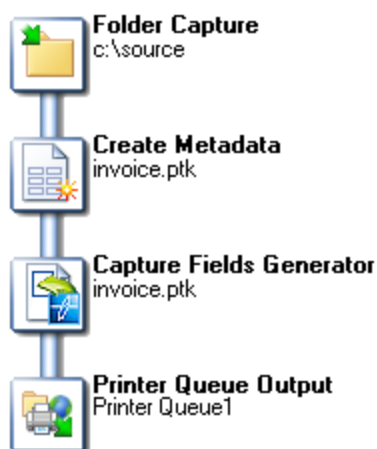 Folder Capture
c:\source
Create Metadata
invoice.ptk
Capture Fields Generator
invoice.ptk
Printer Queue Output
Printer Queue1